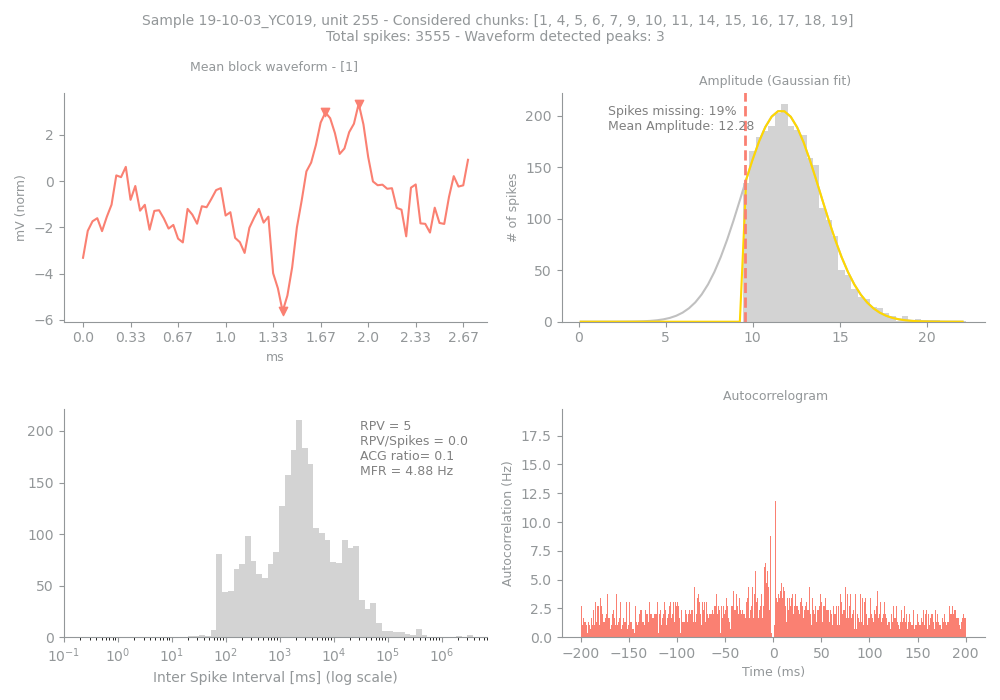 Sample 19-10-03_YC019, unit 255 - Considered chunks: [1, 4, 5, 6, 7, 9, 10, 11, 14, 15, 16, 17, 18, 19]
Total spikes: 3555 - Waveform detected peaks: 3
Mean block waveform - [1]
mV (norm)
2
0
−2
−4
−6
0.0 0.33 0.67 1.0 1.33 1.67 2.0 2.33 2.67
ms
Amplitude (Gaussian fit)
Spikes missing: 19%
Mean Amplitude: 12.28
# of spikes
200
150
100
50
0
0 5 10 15 20
RPV = 5
RPV/Spikes = 0.0
ACG ratio= 0.1
MFR = 4.88 Hz
200
150
100
50
0
10⁻¹ 10⁰ 10¹ 10² 10³ 10⁴ 10⁵ 10⁶
Inter Spike Interval [ms] (log scale)
Autocorrelogram
Autocorrelation (Hz)
17.5
15.0
12.5
10.0
7.5
5.0
2.5
0.0
−200 −150 −100 −50 0 50 100 150 200
Time (ms)